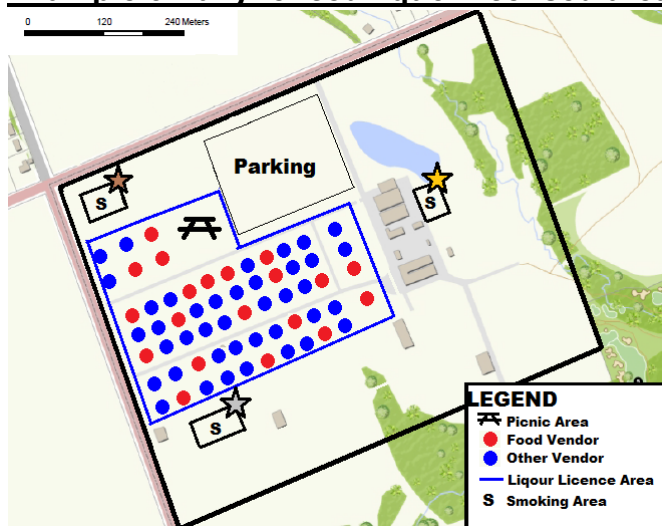 0 120 240 Meters
Parking
S
S
S
LEGEND
Picnic Area
Food Vendor
Other Vendor
Liqour Licence Area
S Smoking Area